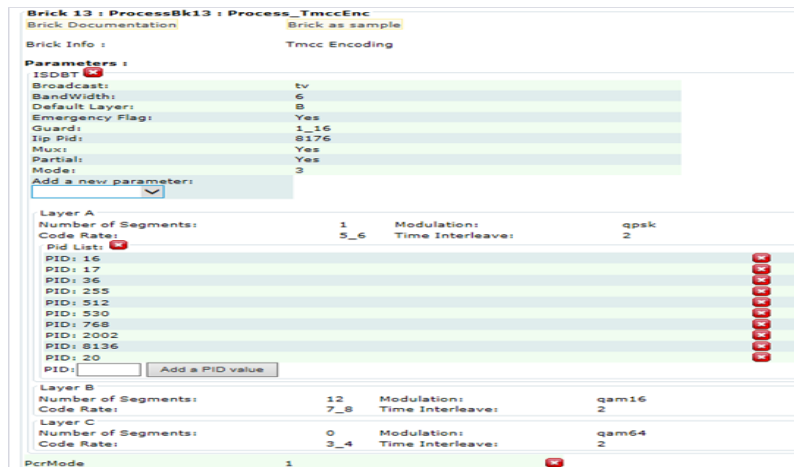 Brick 13 : ProcessBk13 : Process_TmccEnc
Brick Documentation Brick as sample
Brick Info : Tmcc Encoding
Parameters :
ISDBT
Broadcast: tv
BandWidth: 6
Default Layer: B
Emergency Flag: Yes
Guard: 1_16
Iip Pid: 8176
Mux: Yes
Partial: Yes
Mode: 3
Add a new parameter:
Layer A
Number of Segments: 1 Modulation: qpsk
Code Rate: 5_6 Time Interleave: 2
Pid List:
PID: 16
PID: 17
PID: 36
PID: 255
PID: 512
PID: 530
PID: 768
PID: 2002
PID: 8136
PID: 20
PID: Add a PID value
Layer B
Number of Segments: 12 Modulation: qam16
Code Rate: 7_8 Time Interleave: 2
Layer C
Number of Segments: 0 Modulation: qam64
Code Rate: 3_4 Time Interleave: 2
PcrMode 1